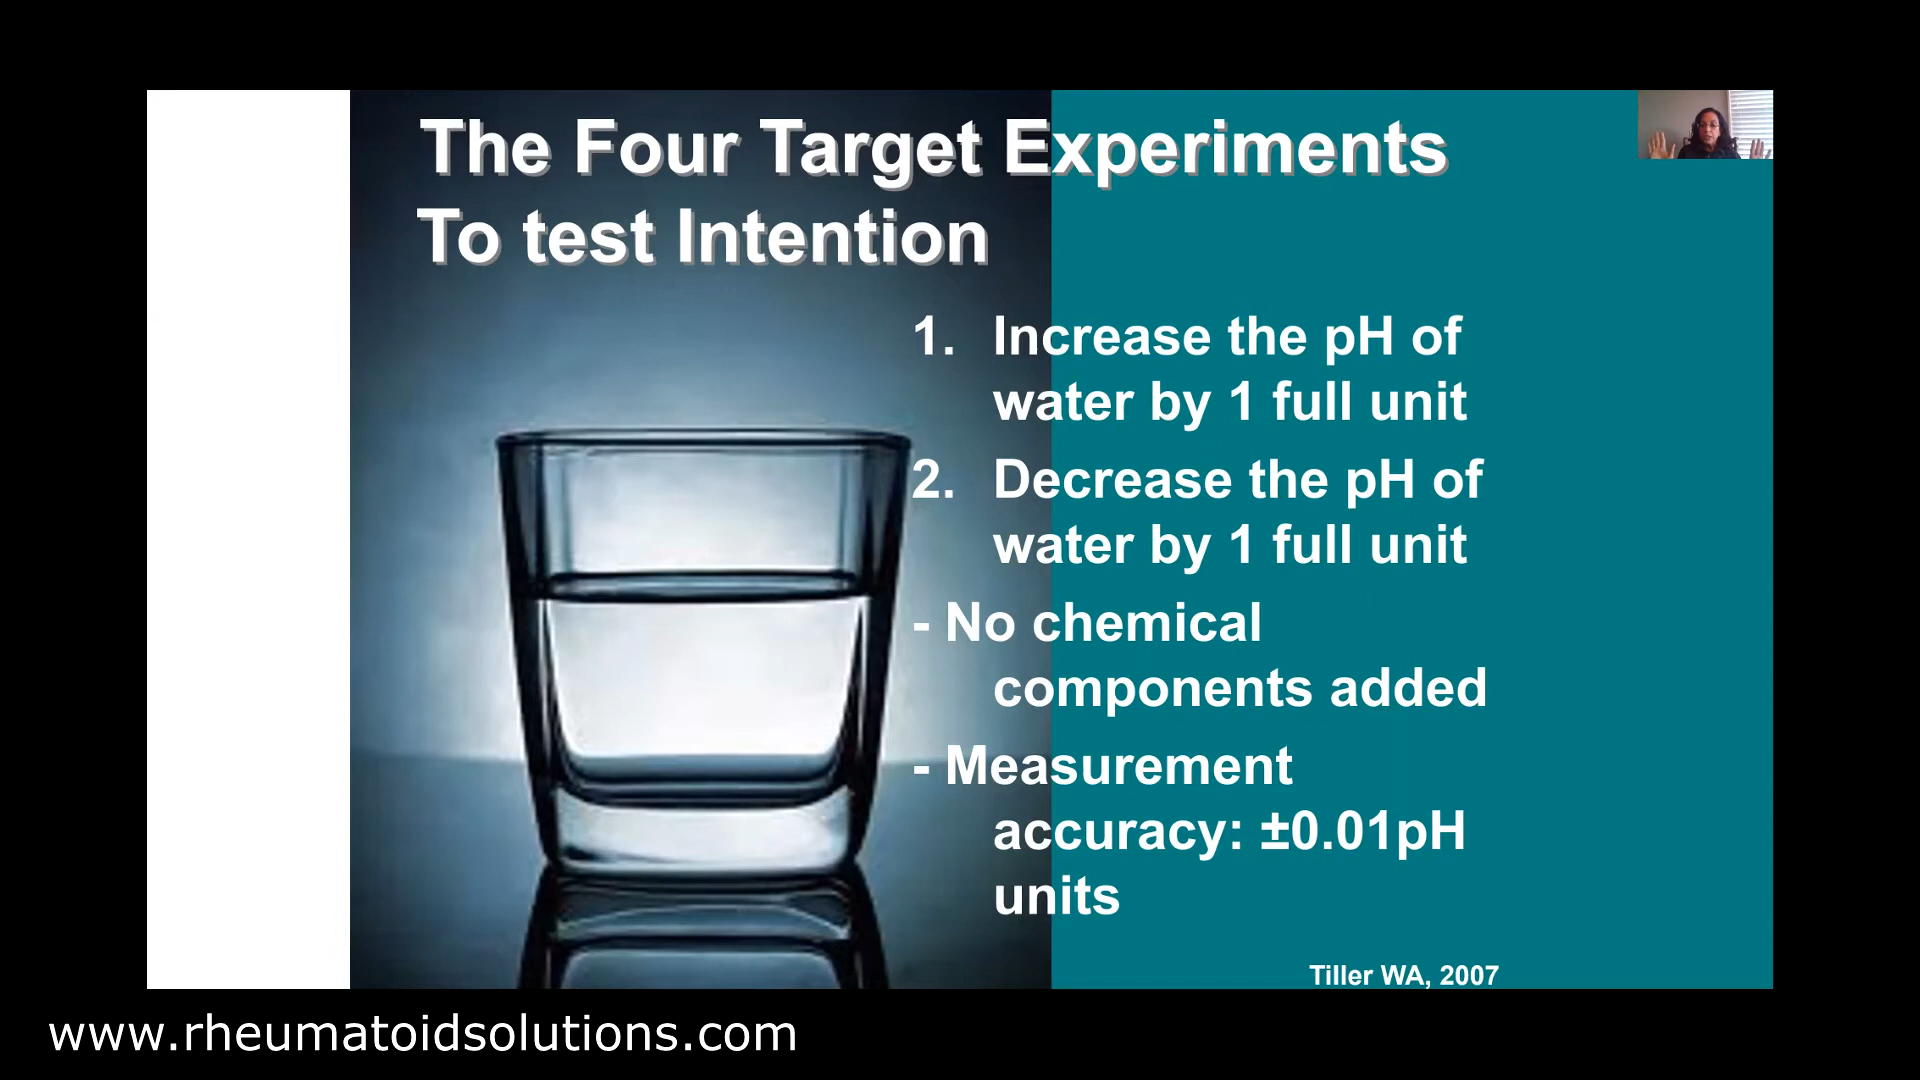 The Four Target Experiments
To test Intention
1. Increase the pH of
water by 1 full unit
2. Decrease the pH of
water by 1 full unit
- No chemical
components added
- Measurement
accuracy: ±0.01pH
units
Tiller WA, 2007
www.rheumatoidsolutions.com